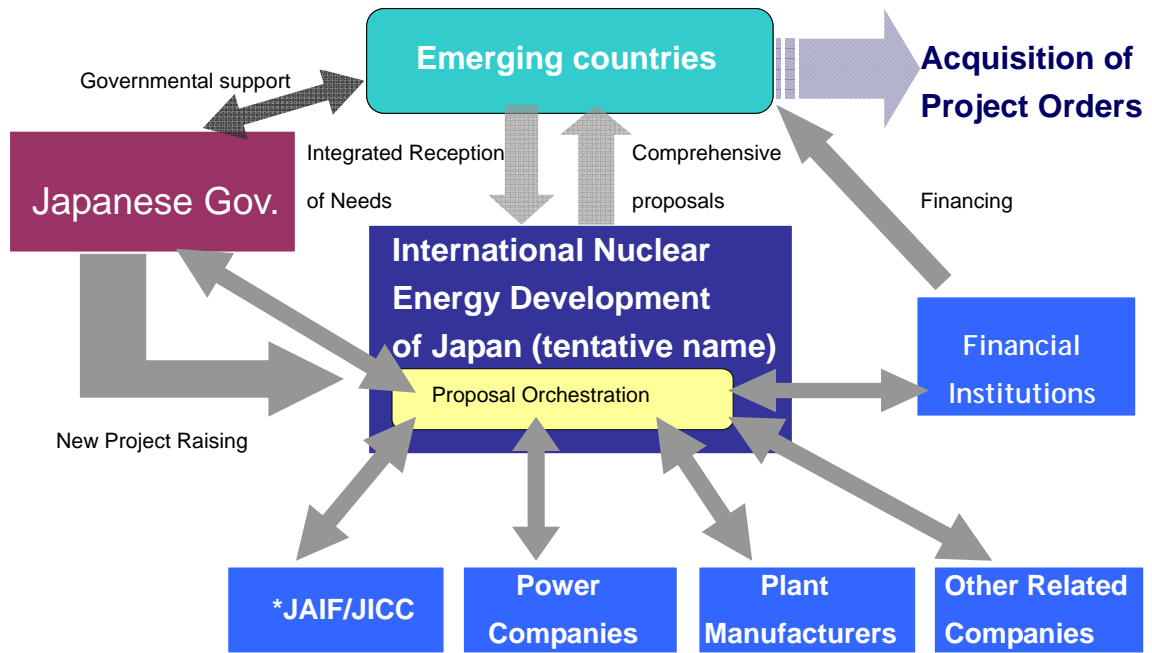 Emerging countries
Acquisition of
Project Orders
Governmental support
Japanese Gov.
Integrated Reception
of Needs
Comprehensive
proposals
Financing
International Nuclear
Energy Development
of Japan (tentative name)
Proposal Orchestration
Financial
Institutions
New Project Raising
*JAIF/JICC
Power
Companies
Plant
Manufacturers
Other Related
Companies